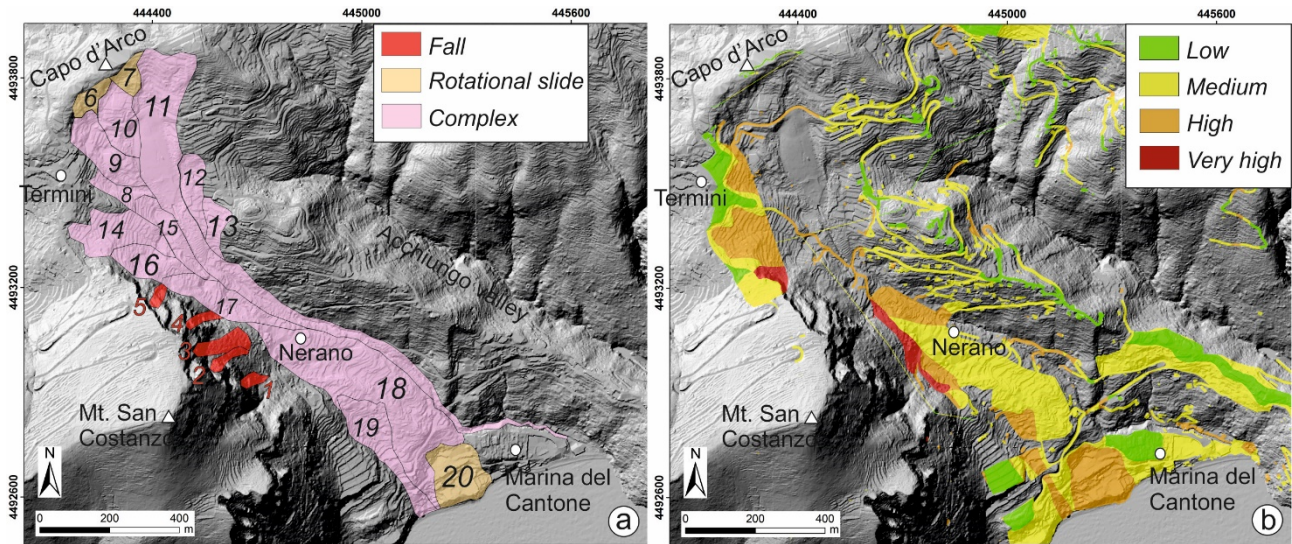 444400 445000 445600
4493800
4493200
4492600
Capo d'Arco
Termini
Nerano
Acchiungo Valley
Mt. San
Costanzo
Marina del
Cantone
Fall
Rotational slide
Complex
1
2
3
4
5
6
7
8
9
10
11
12
13
14
15
16
17
18
19
20
N
0 200 400
m
a
444400 445000 445600
4493800
4493200
4492600
Capo d'Arco
Termini
Nerano
Acchiungo Valley
Mt. San
Costanzo
Marina del
Cantone
Low
Medium
High
Very high
N
0 200 400
m
b